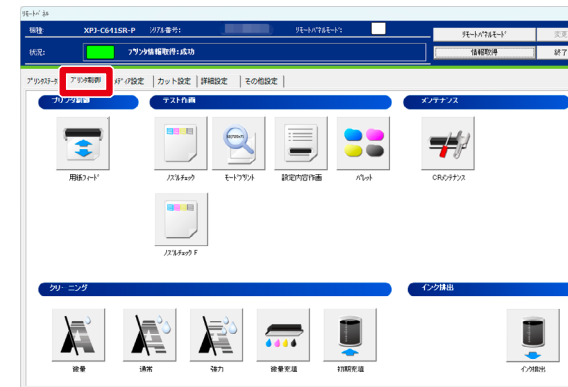 ﾘﾓｰﾄﾊﾟﾈﾙ
機種: XPJ-C641SR-P ｼﾘｱﾙ番号: ﾘﾓｰﾄﾊﾟﾈﾙﾓｰﾄﾞ: ﾘﾓｰﾄﾊﾟﾈﾙﾓｰﾄﾞ 変更
状況: ﾌﾟﾘﾝﾀ情報取得:成功 情報取得 終了
ﾌﾟﾘﾝﾀｽﾃｰﾀ ﾌﾟﾘﾝﾀ制御 ﾒﾃﾞｨｱ設定 カット設定 詳細設定 その他設定
プリンタ制御 テスト作画 メンテナンス
用紙ﾌｨｰﾄﾞ ﾉｽﾞﾙﾁｪｯｸ ﾓｰﾄﾞﾌﾟﾘﾝﾄ 設定内容作画 ﾊﾟﾚｯﾄ CRﾒﾝﾃﾅﾝｽ
ﾉｽﾞﾙﾁｪｯｸ F
クリーニング インク排出
微量 通常 強力 微量充填 初期充填 ｲﾝｸ排出